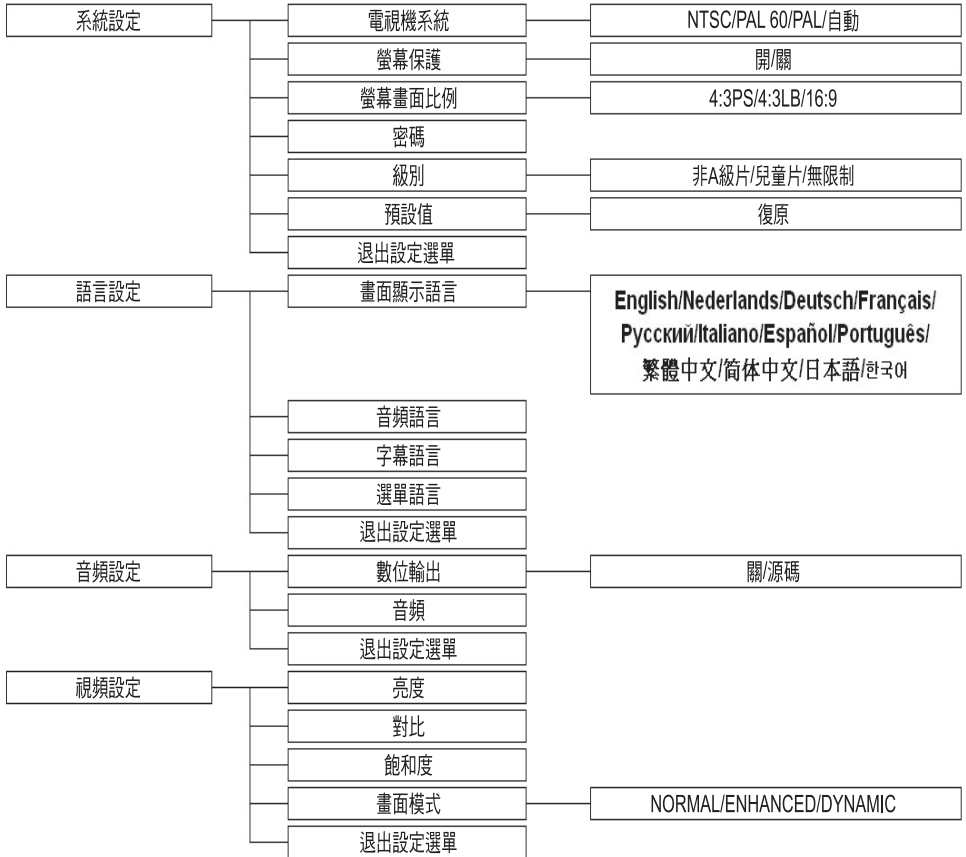 系統設定
電視機系統
NTSC/PAL 60/PAL/自動
螢幕保護
開/關
螢幕畫面比例
4:3PS/4:3LB/16:9
密碼
級別
非A級片/兒童片/無限制
預設值
復原
退出設定選單
語言設定
畫面顯示語言
English/Nederlands/Deutsch/Français/
Русский/Italiano/Español/Português/
繁體中文/简体中文/日本語/한국어
音頻語言
字幕語言
選單語言
退出設定選單
音頻設定
數位輸出
關/源碼
音頻
退出設定選單
視頻設定
亮度
對比
飽和度
畫面模式
NORMAL/ENHANCED/DYNAMIC
退出設定選單